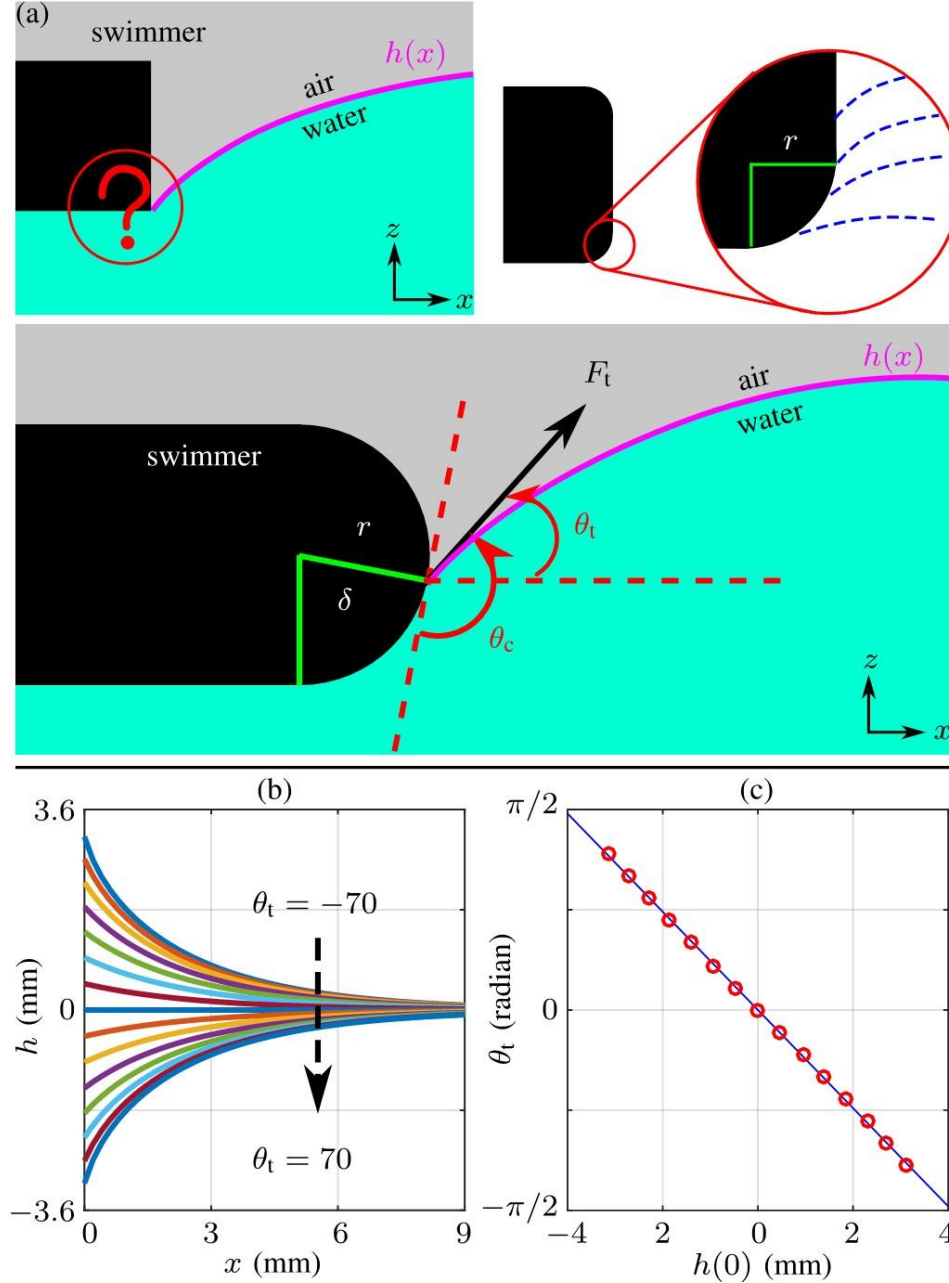 (a)
swimmer
h(x)
air
water
?
z
x
r
h(x)
F_t
air
water
swimmer
r
θ_t
δ
θ_c
z
x
(b)
(c)
3.6
0
−3.6
h (mm)
θ_t = −70
θ_t = 70
0
3
6
9
x (mm)
π/2
0
−π/2
θ_t (radian)
−4
−2
0
2
4
h(0) (mm)